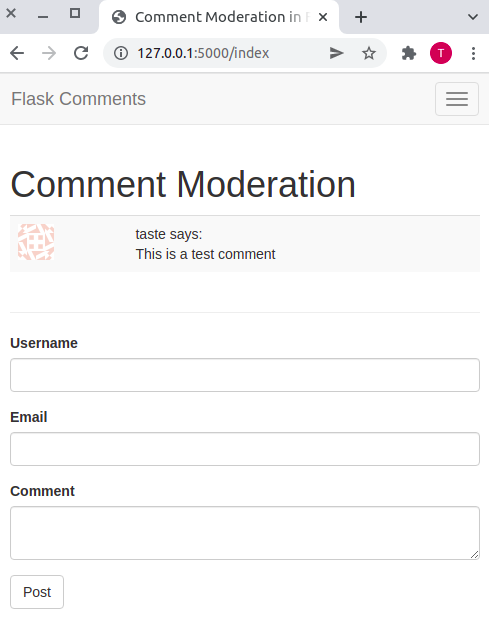 Comment Moderation in
127.0.0.1:5000/index
T
Flask Comments
Comment Moderation
taste says:
This is a test comment
Username
Email
Comment
Post